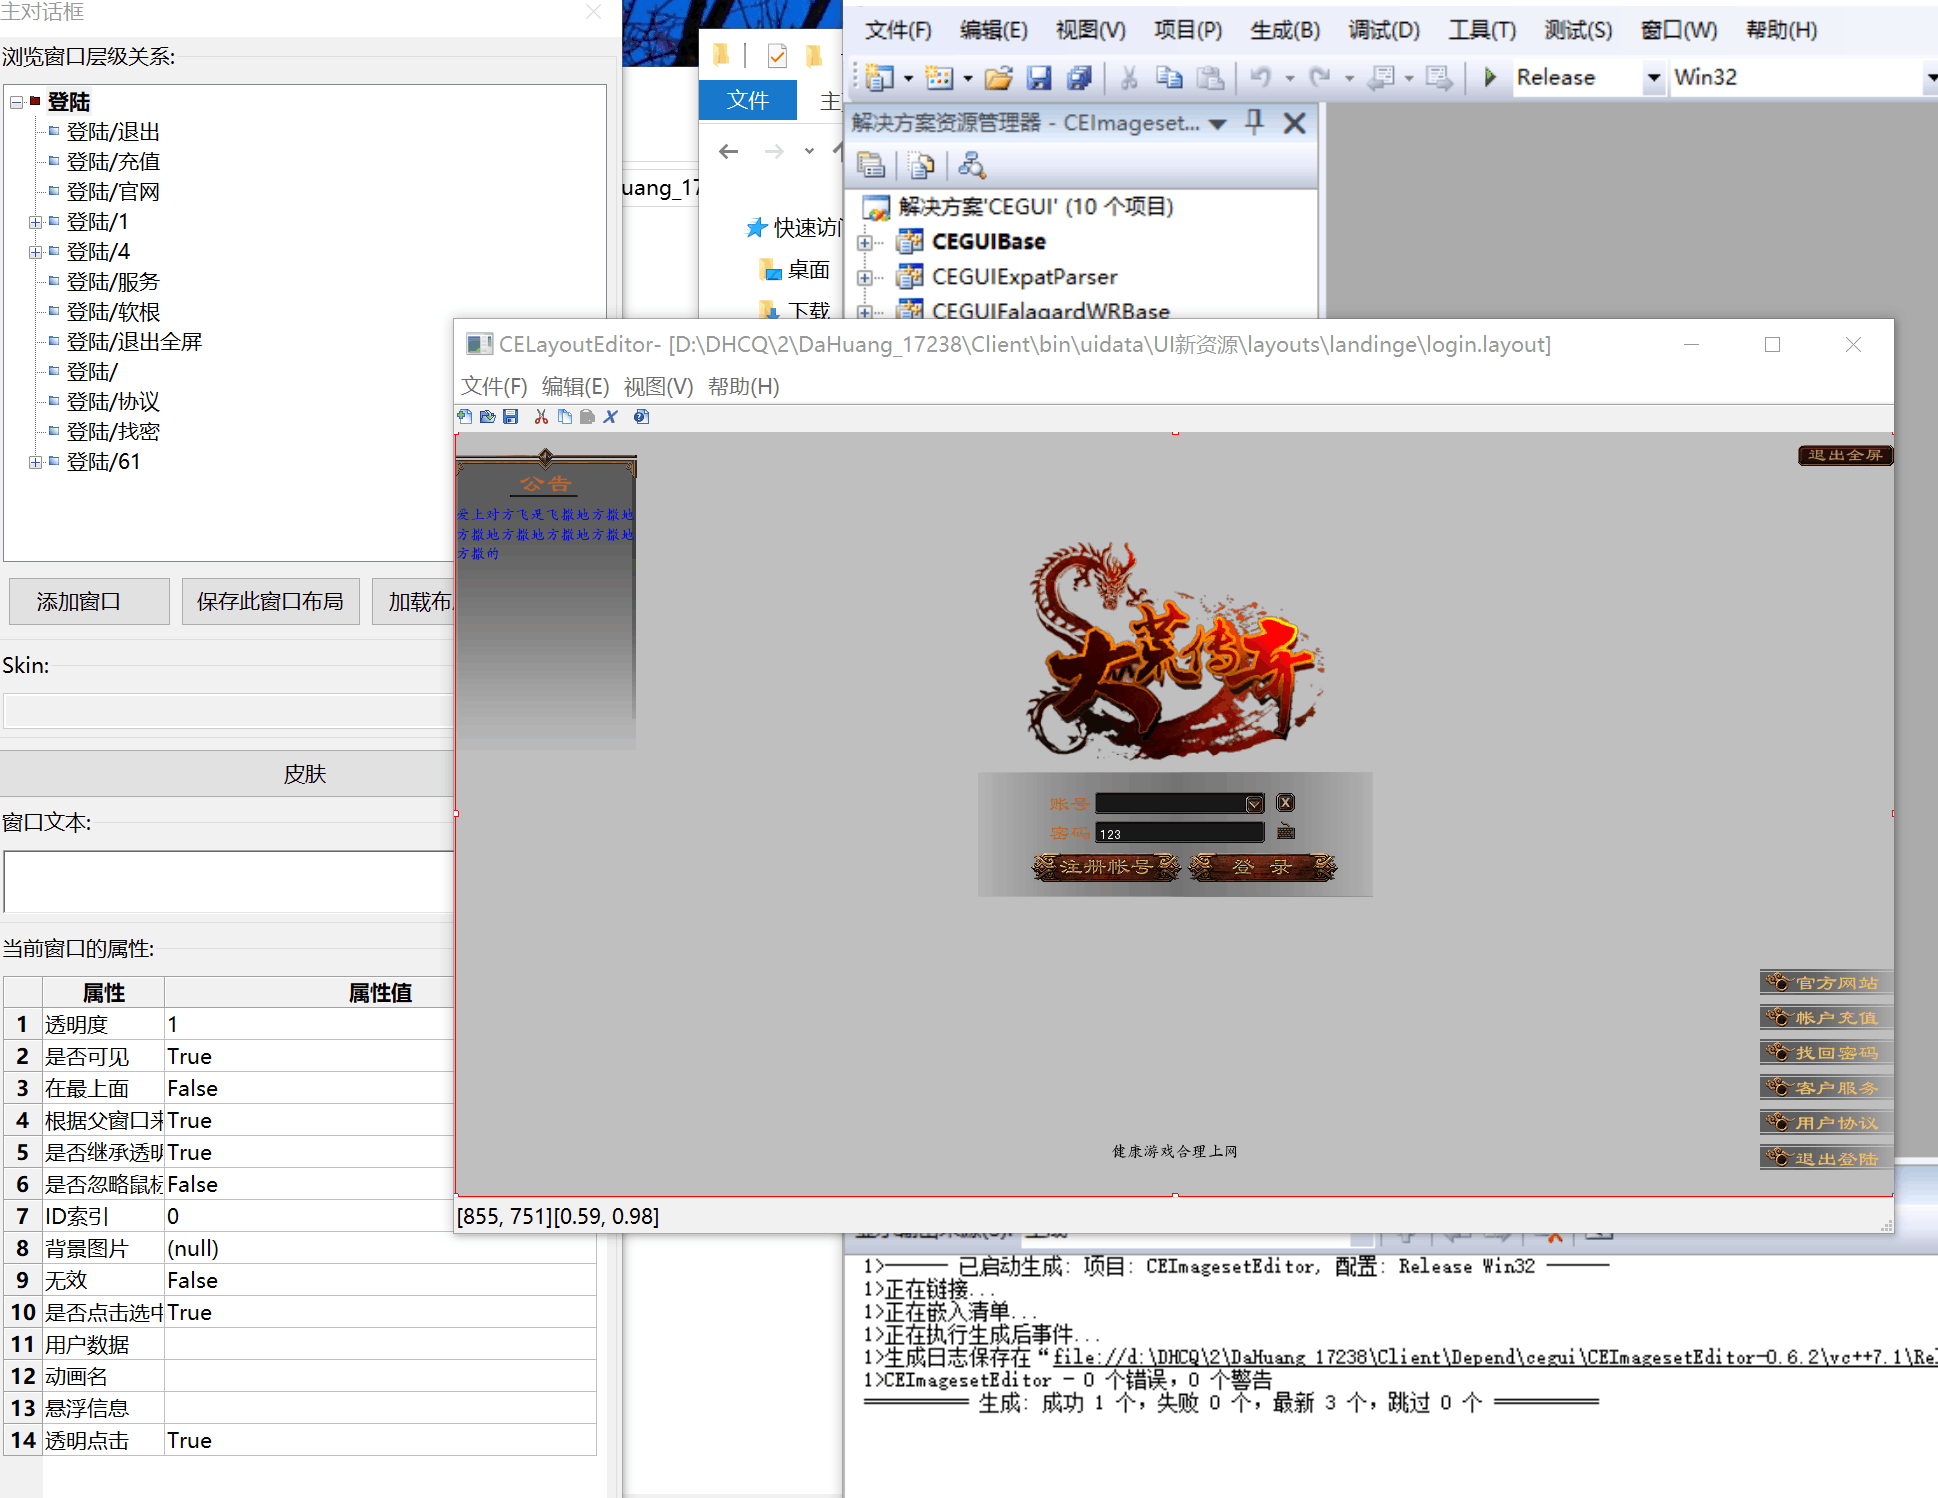 主对话框
浏览窗口层级关系:
登陆
登陆/退出
登陆/充值
登陆/官网
登陆/1
登陆/4
登陆/服务
登陆/软根
登陆/退出全屏
登陆/
登陆/协议
登陆/找密
登陆/61
添加窗口
保存此窗口布局
加载布
Skin:
皮肤
窗口文本:
当前窗口的属性:
属性 属性值
1 透明度 1
2 是否可见 True
3 在最上面 False
4 根据父窗口来 True
5 是否继承透明 True
6 是否忽略鼠标 False
7 ID索引 0
8 背景图片 (null)
9 无效 False
10 是否点击选中 True
11 用户数据
12 动画名
13 悬浮信息
14 透明点击 True
uang_17
文件
主
快速访问
桌面
下载
文件(F) 编辑(E) 视图(V) 项目(P) 生成(B) 调试(D) 工具(T) 测试(S) 窗口(W) 帮助(H)
Release Win32
解决方案资源管理器 - CEImageset...
解决方案'CEGUI' (10 个项目)
CEGUIBase
CEGUIExpatParser
CEGUIFalagardWRBase
CELayoutEditor- [D:\DHCQ\2\DaHuang_17238\Client\bin\uidata\UI新资源\layouts\landinge\login.layout]
文件(F) 编辑(E) 视图(V) 帮助(H)
公告
爱上对方飞是飞撒地方撒地
方撒地方撒地方撒地方撒地
方撒的
退出全屏
大荒传奇
账号
密码 123
注册帐号 登 录
官方网站
帐户充值
找回密码
客户服务
用户协议
退出登陆
健康游戏合理上网
[855, 751][0.59, 0.98]
1>------ 已启动生成: 项目: CEImagesetEditor, 配置: Release Win32 ------
1>正在链接...
1>正在嵌入清单...
1>正在执行生成后事件...
1>生成日志保存在“file://d:\DHCQ\2\DaHuang_17238\Client\Depend\cegui\CEImagesetEditor-0.6.2\vc++7.1\Rel
1>CEImagesetEditor - 0 个错误，0 个警告
========== 生成: 成功 1 个，失败 0 个，最新 3 个，跳过 0 个 ==========